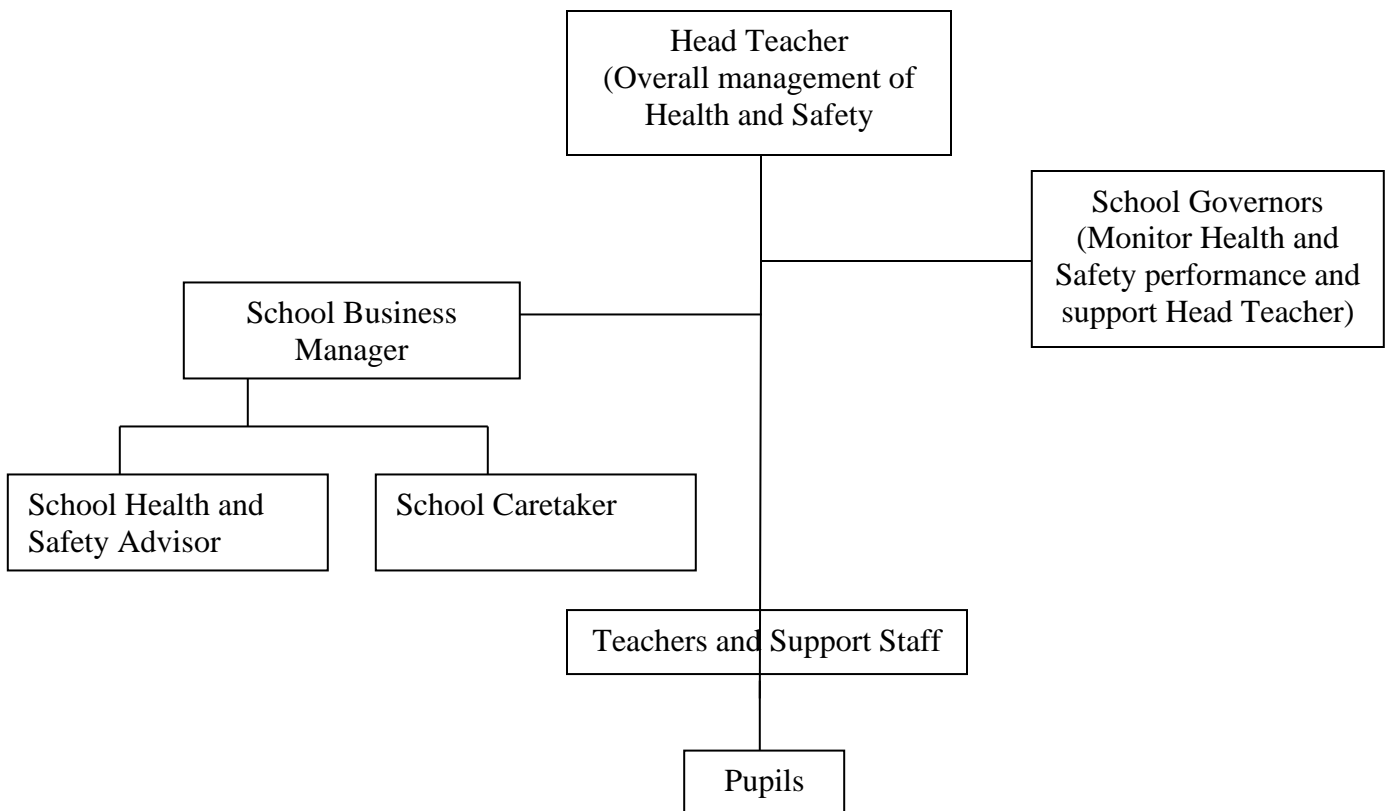 Head Teacher
(Overall management of
Health and Safety
School Governors
(Monitor Health and
Safety performance and
support Head Teacher)
School Business
Manager
School Health and
Safety Advisor
School Caretaker
Teachers and Support Staff
Pupils